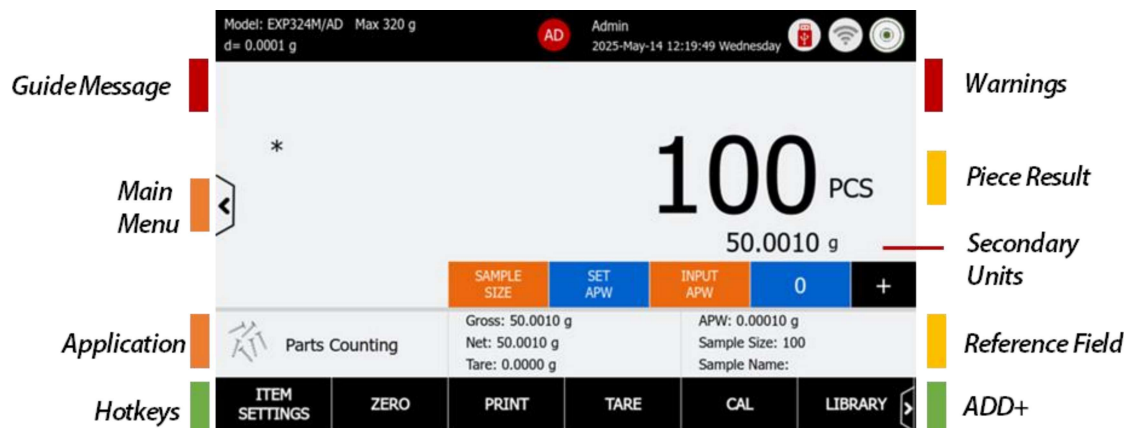 Model: EXP324M/AD Max 320 g
d= 0.0001 g
AD
Admin
2025-May-14 12:19:49 Wednesday
Guide Message
Warnings
*
100 PCS
Main
Menu
Piece Result
50.0010 g
Secondary
Units
SAMPLE
SIZE
SET
APW
INPUT
APW
0
+
Application
Parts Counting
Gross: 50.0010 g
Net: 50.0010 g
Tare: 0.0000 g
APW: 0.00010 g
Sample Size: 100
Sample Name:
Reference Field
Hotkeys
ITEM
SETTINGS
ZERO
PRINT
TARE
CAL
LIBRARY
ADD+